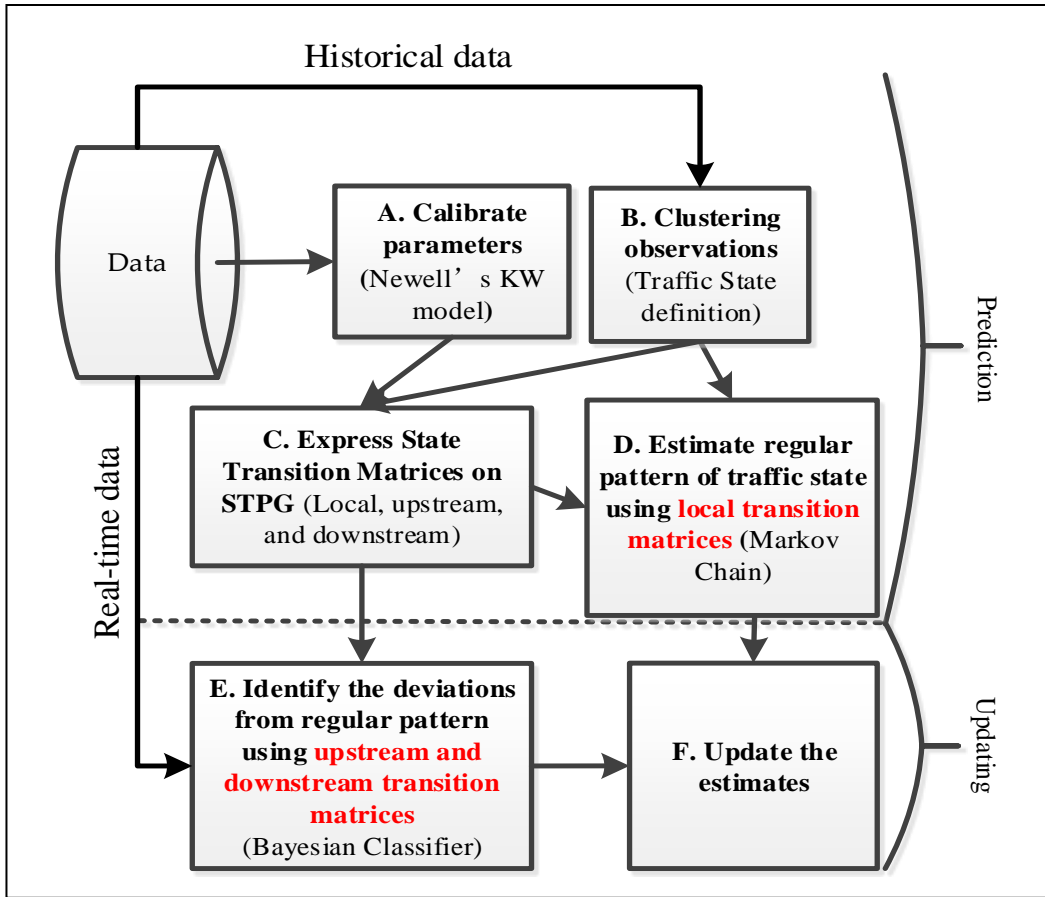 Historical data
Data
A. Calibrate
parameters
(Newell’s KW
model)
B. Clustering
observations
(Traffic State
definition)
Prediction
C. Express State
Transition Matrices on
STPG (Local, upstream,
and downstream)
D. Estimate regular
pattern of traffic state
using local transition
matrices (Markov
Chain)
Real-time data
E. Identify the deviations
from regular pattern
using upstream and
downstream transition
matrices
(Bayesian Classifier)
F. Update the
estimates
Updating